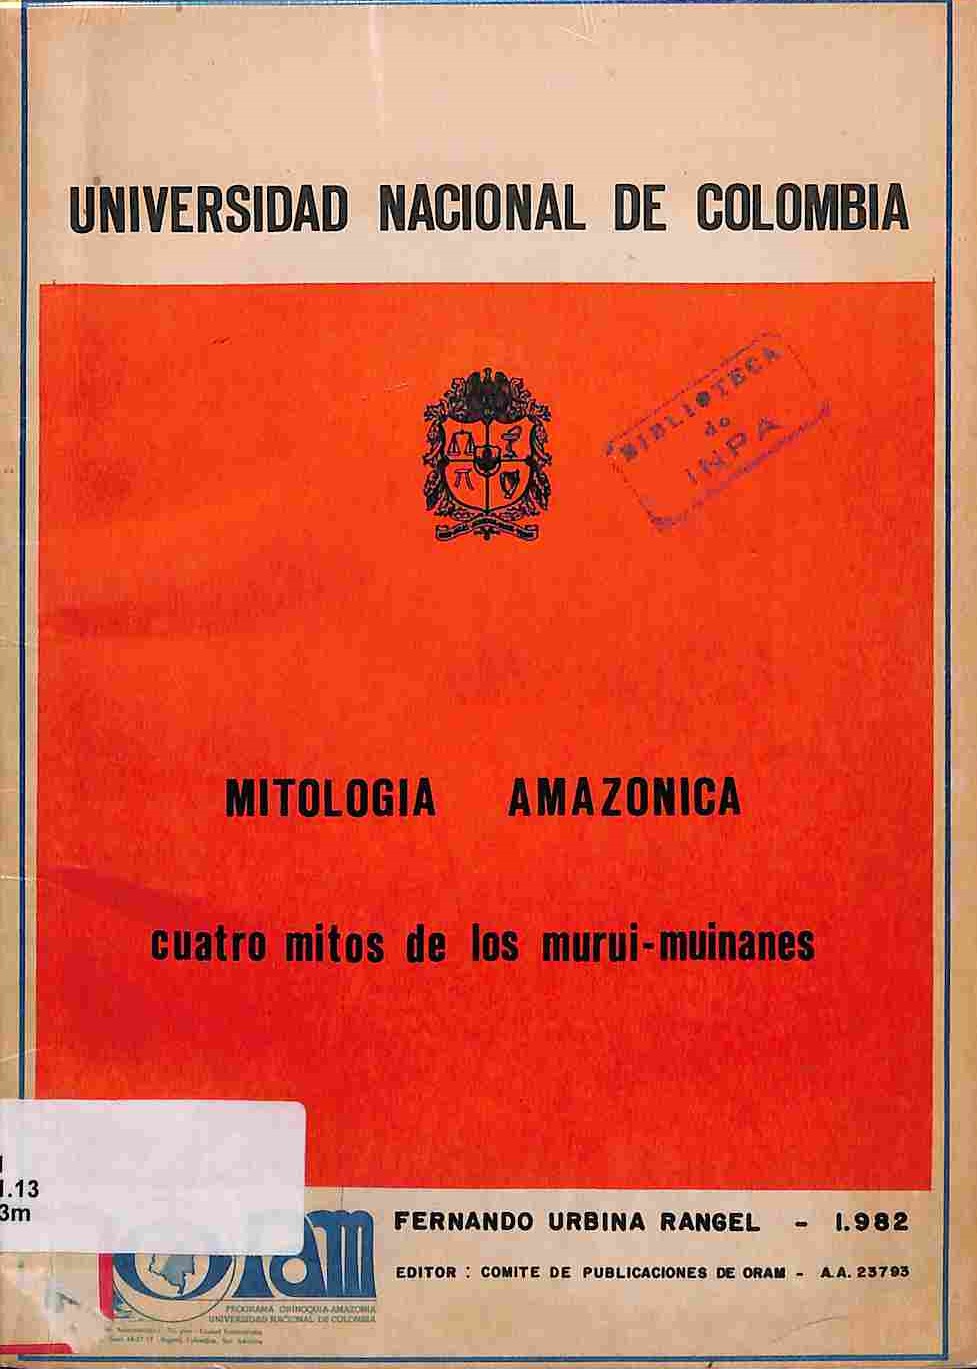 UNIVERSIDAD NACIONAL DE COLOMBIA
BIBLIOTECA
do
INPA
MITOLOGIA AMAZONICA
cuatro mitos de los murui-muinanes
1.13
3m
FERNANDO URBINA RANGEL - 1.982
EDITOR : COMITE DE PUBLICACIONES DE ORAM - A.A. 23793
Oram
PROGRAMA ORINOQUIA-AMAZONIA
UNIVERSIDAD NACIONAL DE COLOMBIA